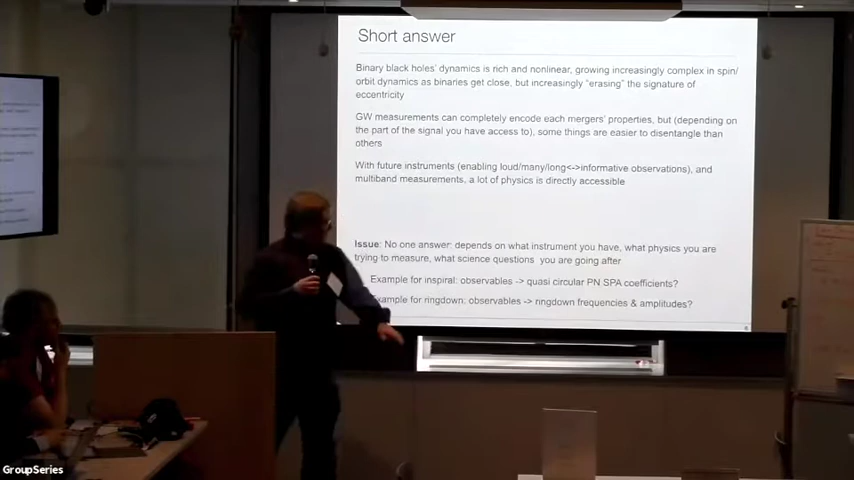 Short answer
Binary black holes' dynamics is rich and nonlinear, growing increasingly complex in spin/
orbit dynamics as binaries get close, but increasingly "erasing" the signature of
eccentricity
GW measurements can completely encode each mergers' properties, but (depending on
the part of the signal you have access to), some things are easier to disentangle than
others
With future instruments (enabling loud/many/long<->informative observations), and
multiband measurements, a lot of physics is directly accessible
Issue: No one answer: depends on what instrument you have, what physics you are
trying to measure, what science questions you are going after
Example for inspiral: observables -> quasi circular PN SPA coefficients?
Example for ringdown: observables -> ringdown frequencies & amplitudes?
GroupSeries